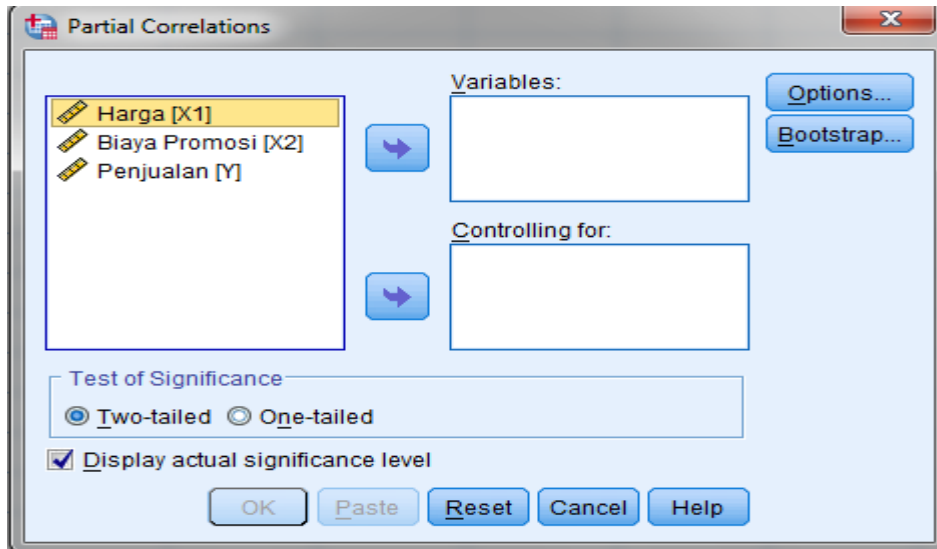 Partial Correlations
Harga [X1]
Biaya Promosi [X2]
Penjualan [Y]
Variables:
Options...
Bootstrap...
Controlling for:
Test of Significance
Two-tailed One-tailed
Display actual significance level
OK Paste Reset Cancel Help